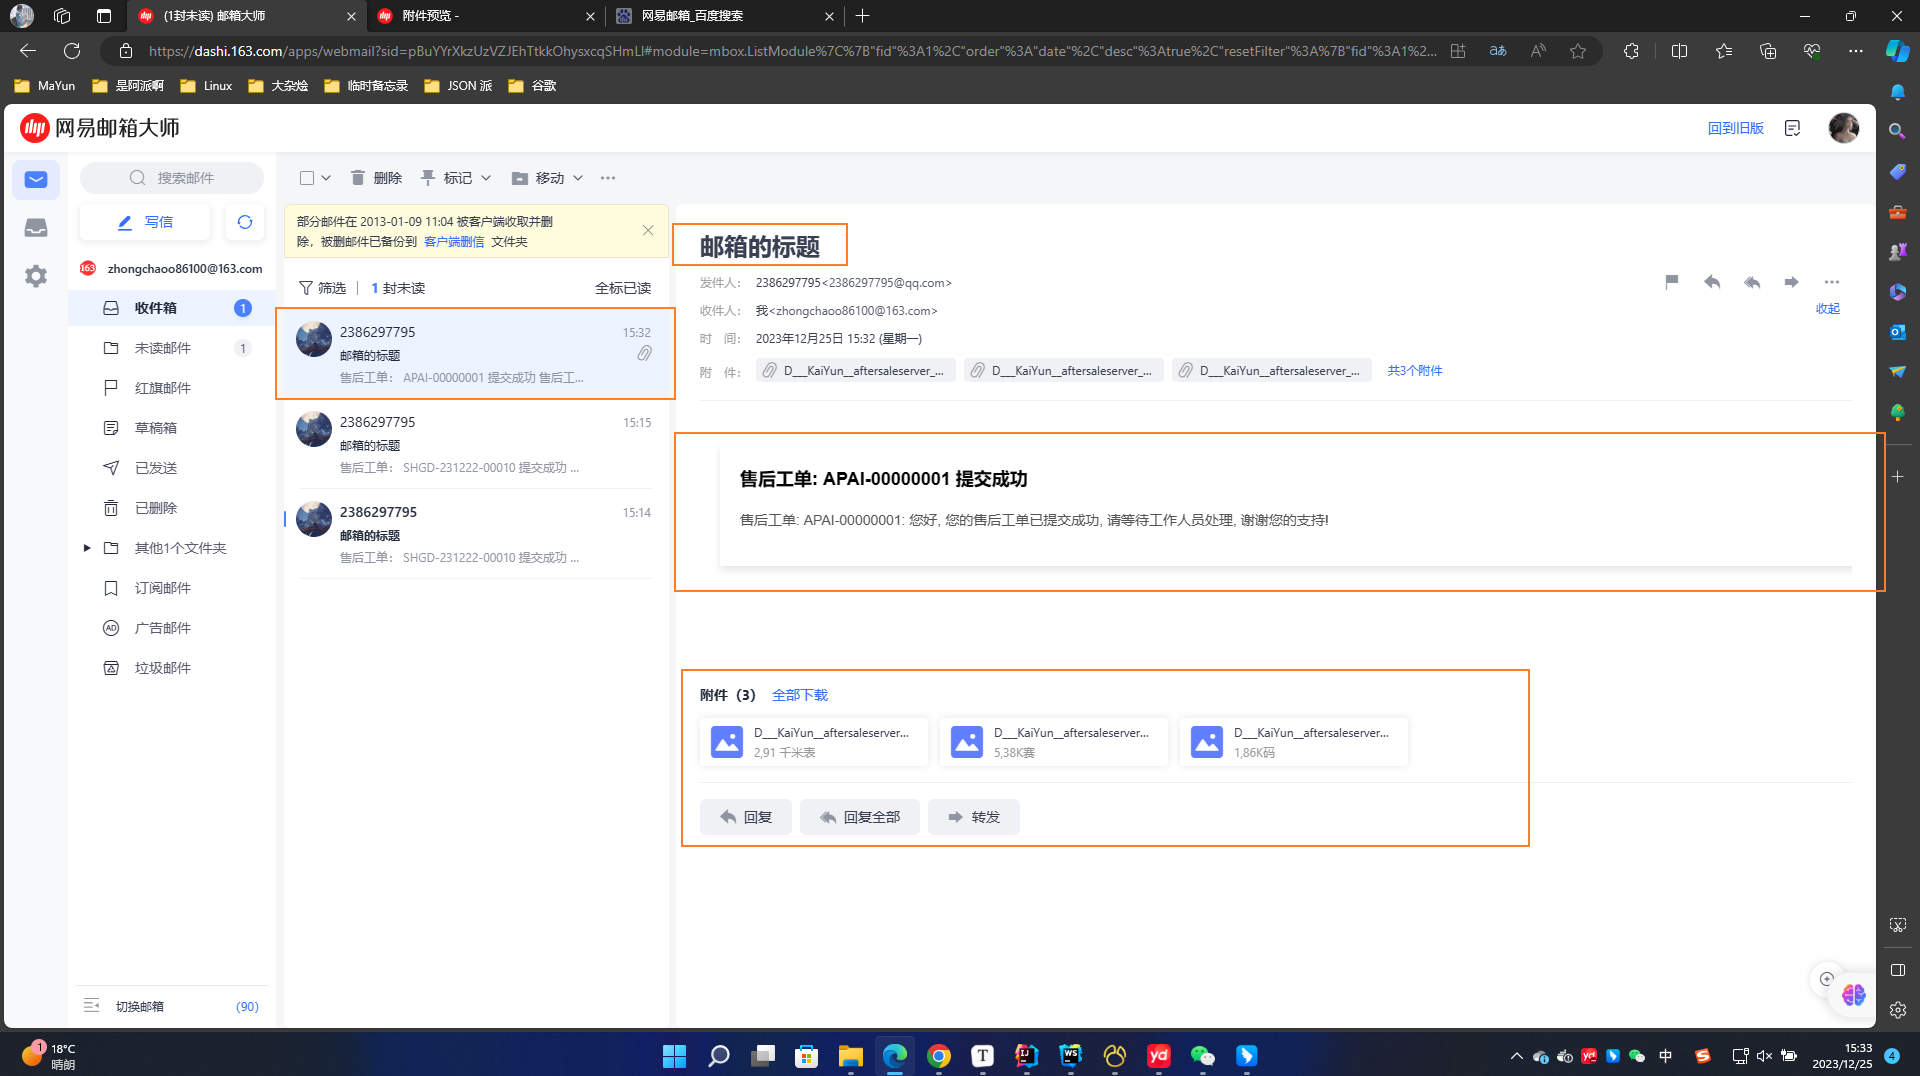 (1封未读) 邮箱大师
附件预览 -
网易邮箱_百度搜索
https://dashi.163.com/apps/webmail?sid=pBuYYrXkzUzVZJEhTtkkOhysxcqSHmLl#module=mbox.ListModule%7C%7B"fid"%3A1%2C"order"%3A"date"%2C"desc"%3Atrue%2C"resetFilter"%3A%7B"fid"%3A1%2...
MaYun
是阿派啊
Linux
大杂烩
临时备忘录
JSON 派
谷歌
网易邮箱大师
回到旧版
搜索邮件
写信
163 zhongchaoo86100@163.com
收件箱 1
未读邮件 1
红旗邮件
草稿箱
已发送
已删除
其他1个文件夹
订阅邮件
AD 广告邮件
垃圾邮件
切换邮箱 (90)
删除 标记 移动
部分邮件在 2013-01-09 11:04 被客户端收取并删
除，被删邮件已备份到 客户端删信 文件夹
筛选 1 封未读 全标已读
2386297795 15:32
邮箱的标题
售后工单: APAI-00000001 提交成功 售后工...
2386297795 15:15
邮箱的标题
售后工单: SHGD-231222-00010 提交成功 ...
2386297795 15:14
邮箱的标题
售后工单: SHGD-231222-00010 提交成功 ...
邮箱的标题
发件人: 2386297795<2386297795@qq.com>
收件人: 我<zhongchaoo86100@163.com>
收起
时 间: 2023年12月25日 15:32 (星期一)
附 件: D___KaiYun__aftersaleserver_... D___KaiYun__aftersaleserver_... D___KaiYun__aftersaleserver_... 共3个附件
售后工单: APAI-00000001 提交成功
售后工单: APAI-00000001: 您好, 您的售后工单已提交成功, 请等待工作人员处理, 谢谢您的支持!
附件（3） 全部下载
D___KaiYun__aftersaleserver...
2,91 千米表
D___KaiYun__aftersaleserver...
5,38K赛
D___KaiYun__aftersaleserver...
1,86K码
回复 回复全部 转发
1 18°C
晴朗
T
IJ
WS
yd
中
15:33
2023/12/25
4